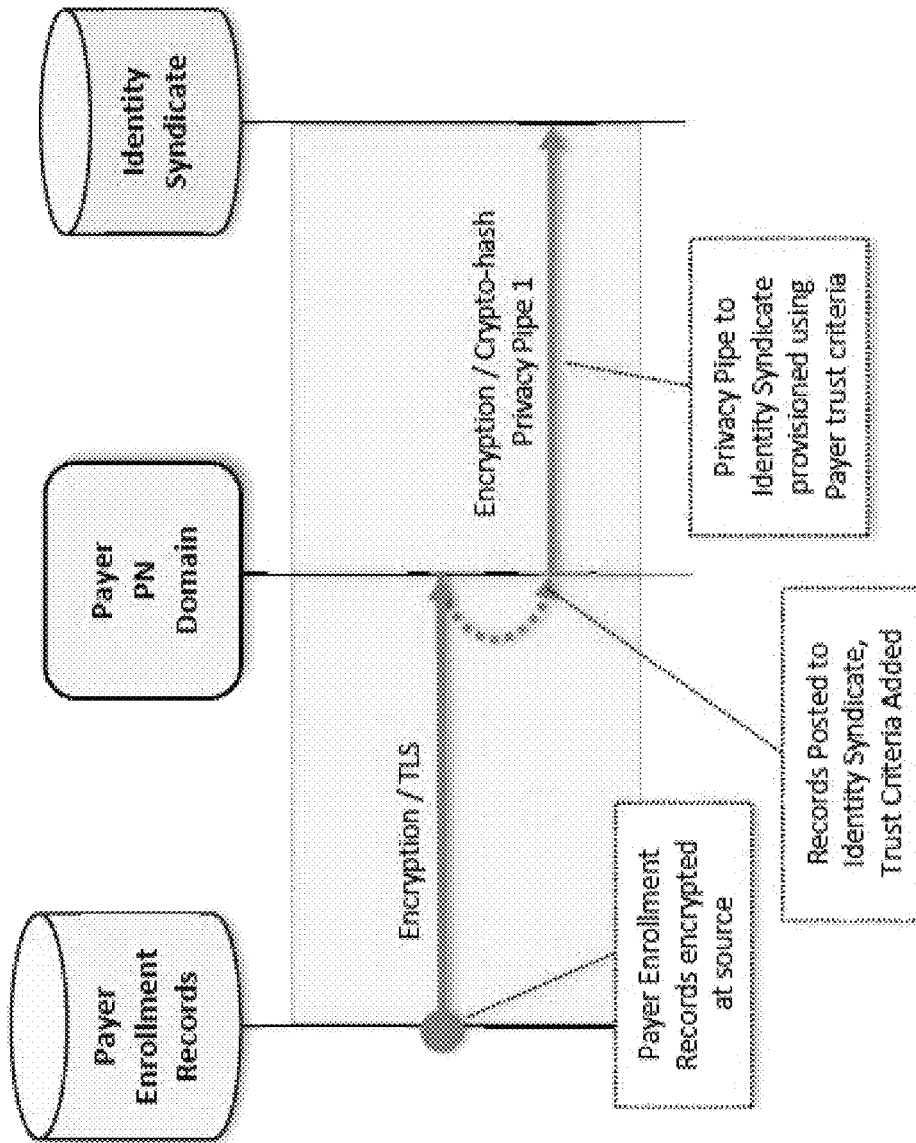 Payer
Enrollment
Records
Payer
PN
Domain
Identity
Syndicate
Encryption / TLS
Encryption / Crypto-hash
Privacy Pipe 1
Payer Enrollment
Records encrypted
at source
Records Posted to
Identity Syndicate,
Trust Criteria Added
Privacy Pipe to
Identity Syndicate
provisioned using
Payer trust criteria